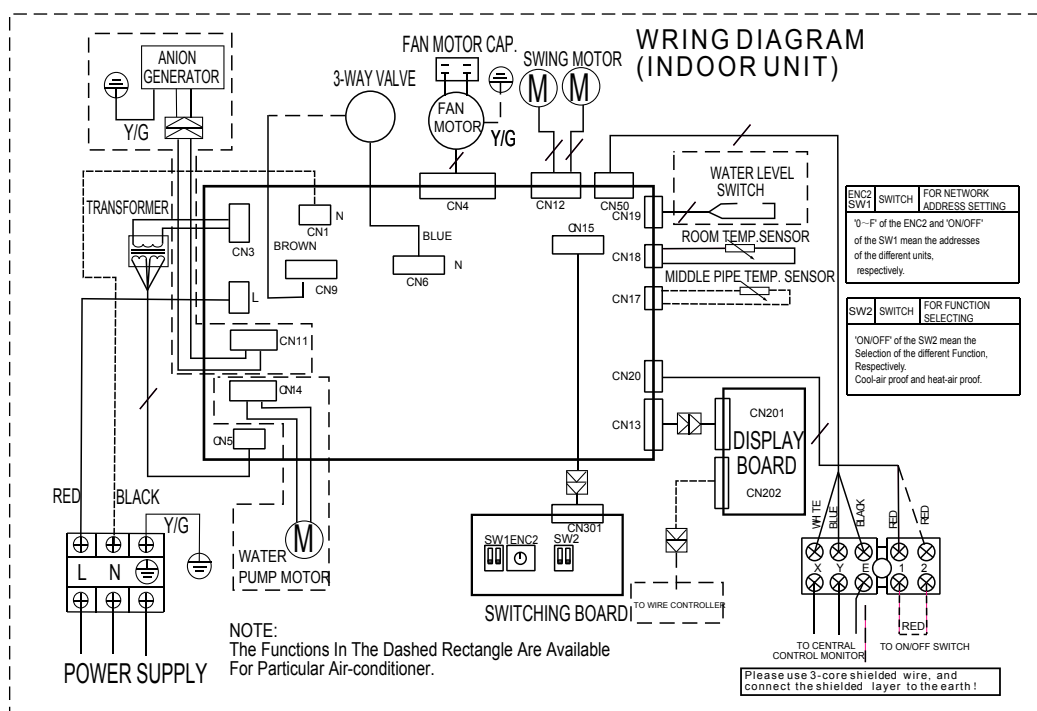 WRING DIAGRAM
(INDOOR UNIT)
ANION
GENERATOR
Y/G
3-WAY VALVE
FAN MOTOR CAP.
FAN
MOTOR
Y/G
SWING MOTOR
M
M
WATER LEVEL
SWITCH
TRANSFORMER
CN3
CN1
N
BROWN
CN9
BLUE
CN6
N
CN4
CN12
CN50
CN15
CN19
ROOM TEMP.SENSOR
CN18
MIDDLE PIPE TEMP. SENSOR
CN17
L
CN11
CN14
CN5
CN20
CN13
CN201
DISPLAY
BOARD
CN202
ENC2
SW1
SWITCH
FOR NETWORK
ADDRESS SETTING
'0~F' of the ENC2 and 'ON/OFF'
of the SW1 mean the addresses
of the different units,
respectively.
SW2
SWITCH
FOR FUNCTION
SELECTING
'ON/OFF' of the SW2 mean the
Selection of the different Function,
Respectively.
Cool-air proof and heat-air proof.
RED
BLACK
Y/G
L
N
POWER SUPPLY
WATER
PUMP MOTOR
M
CN301
SW1
ENC2
SW2
SWITCHING BOARD
TO WIRE CONTROLLER
WHITE
BLUE
BLACK
RED
RED
X
Y
E
1
2
RED
TO CENTRAL
CONTROL MONITOR
TO ON/OFF SWITCH
Please use 3-core shielded wire, and
connect the shielded layer to the earth !
NOTE:
The Functions In The Dashed Rectangle Are Available
For Particular Air-conditioner.